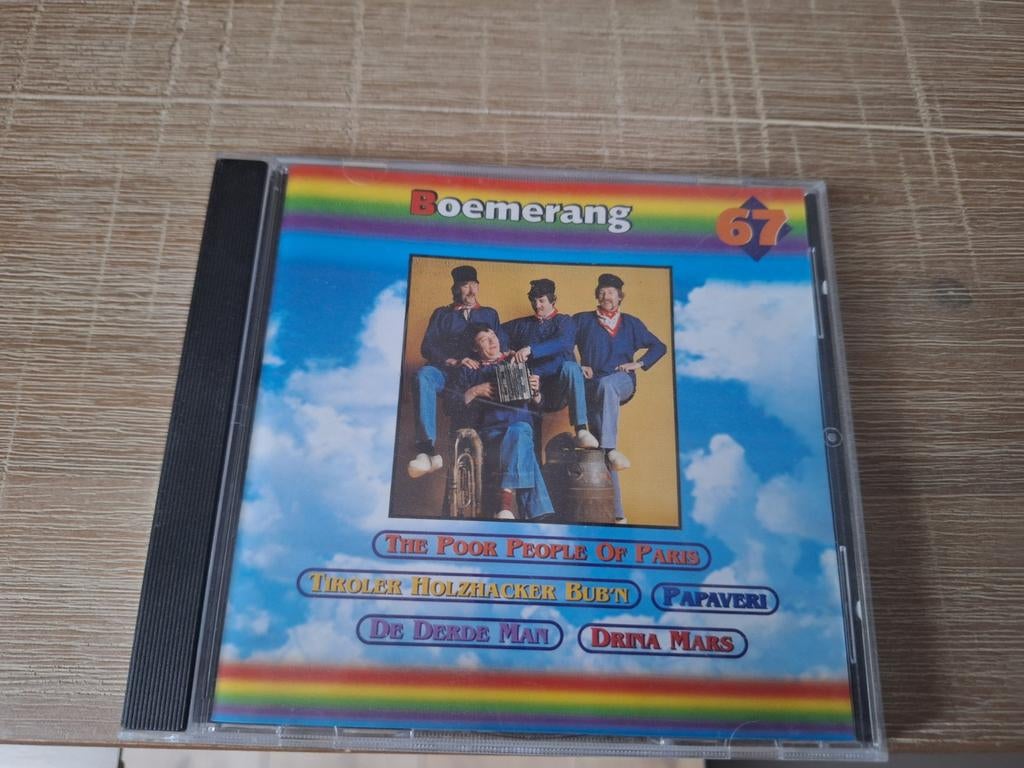 Boemerang
67
The Poor People Of Paris
Tiroler Holzhacker Bub'n
Papaveri
De Derde Man
Drina Mars